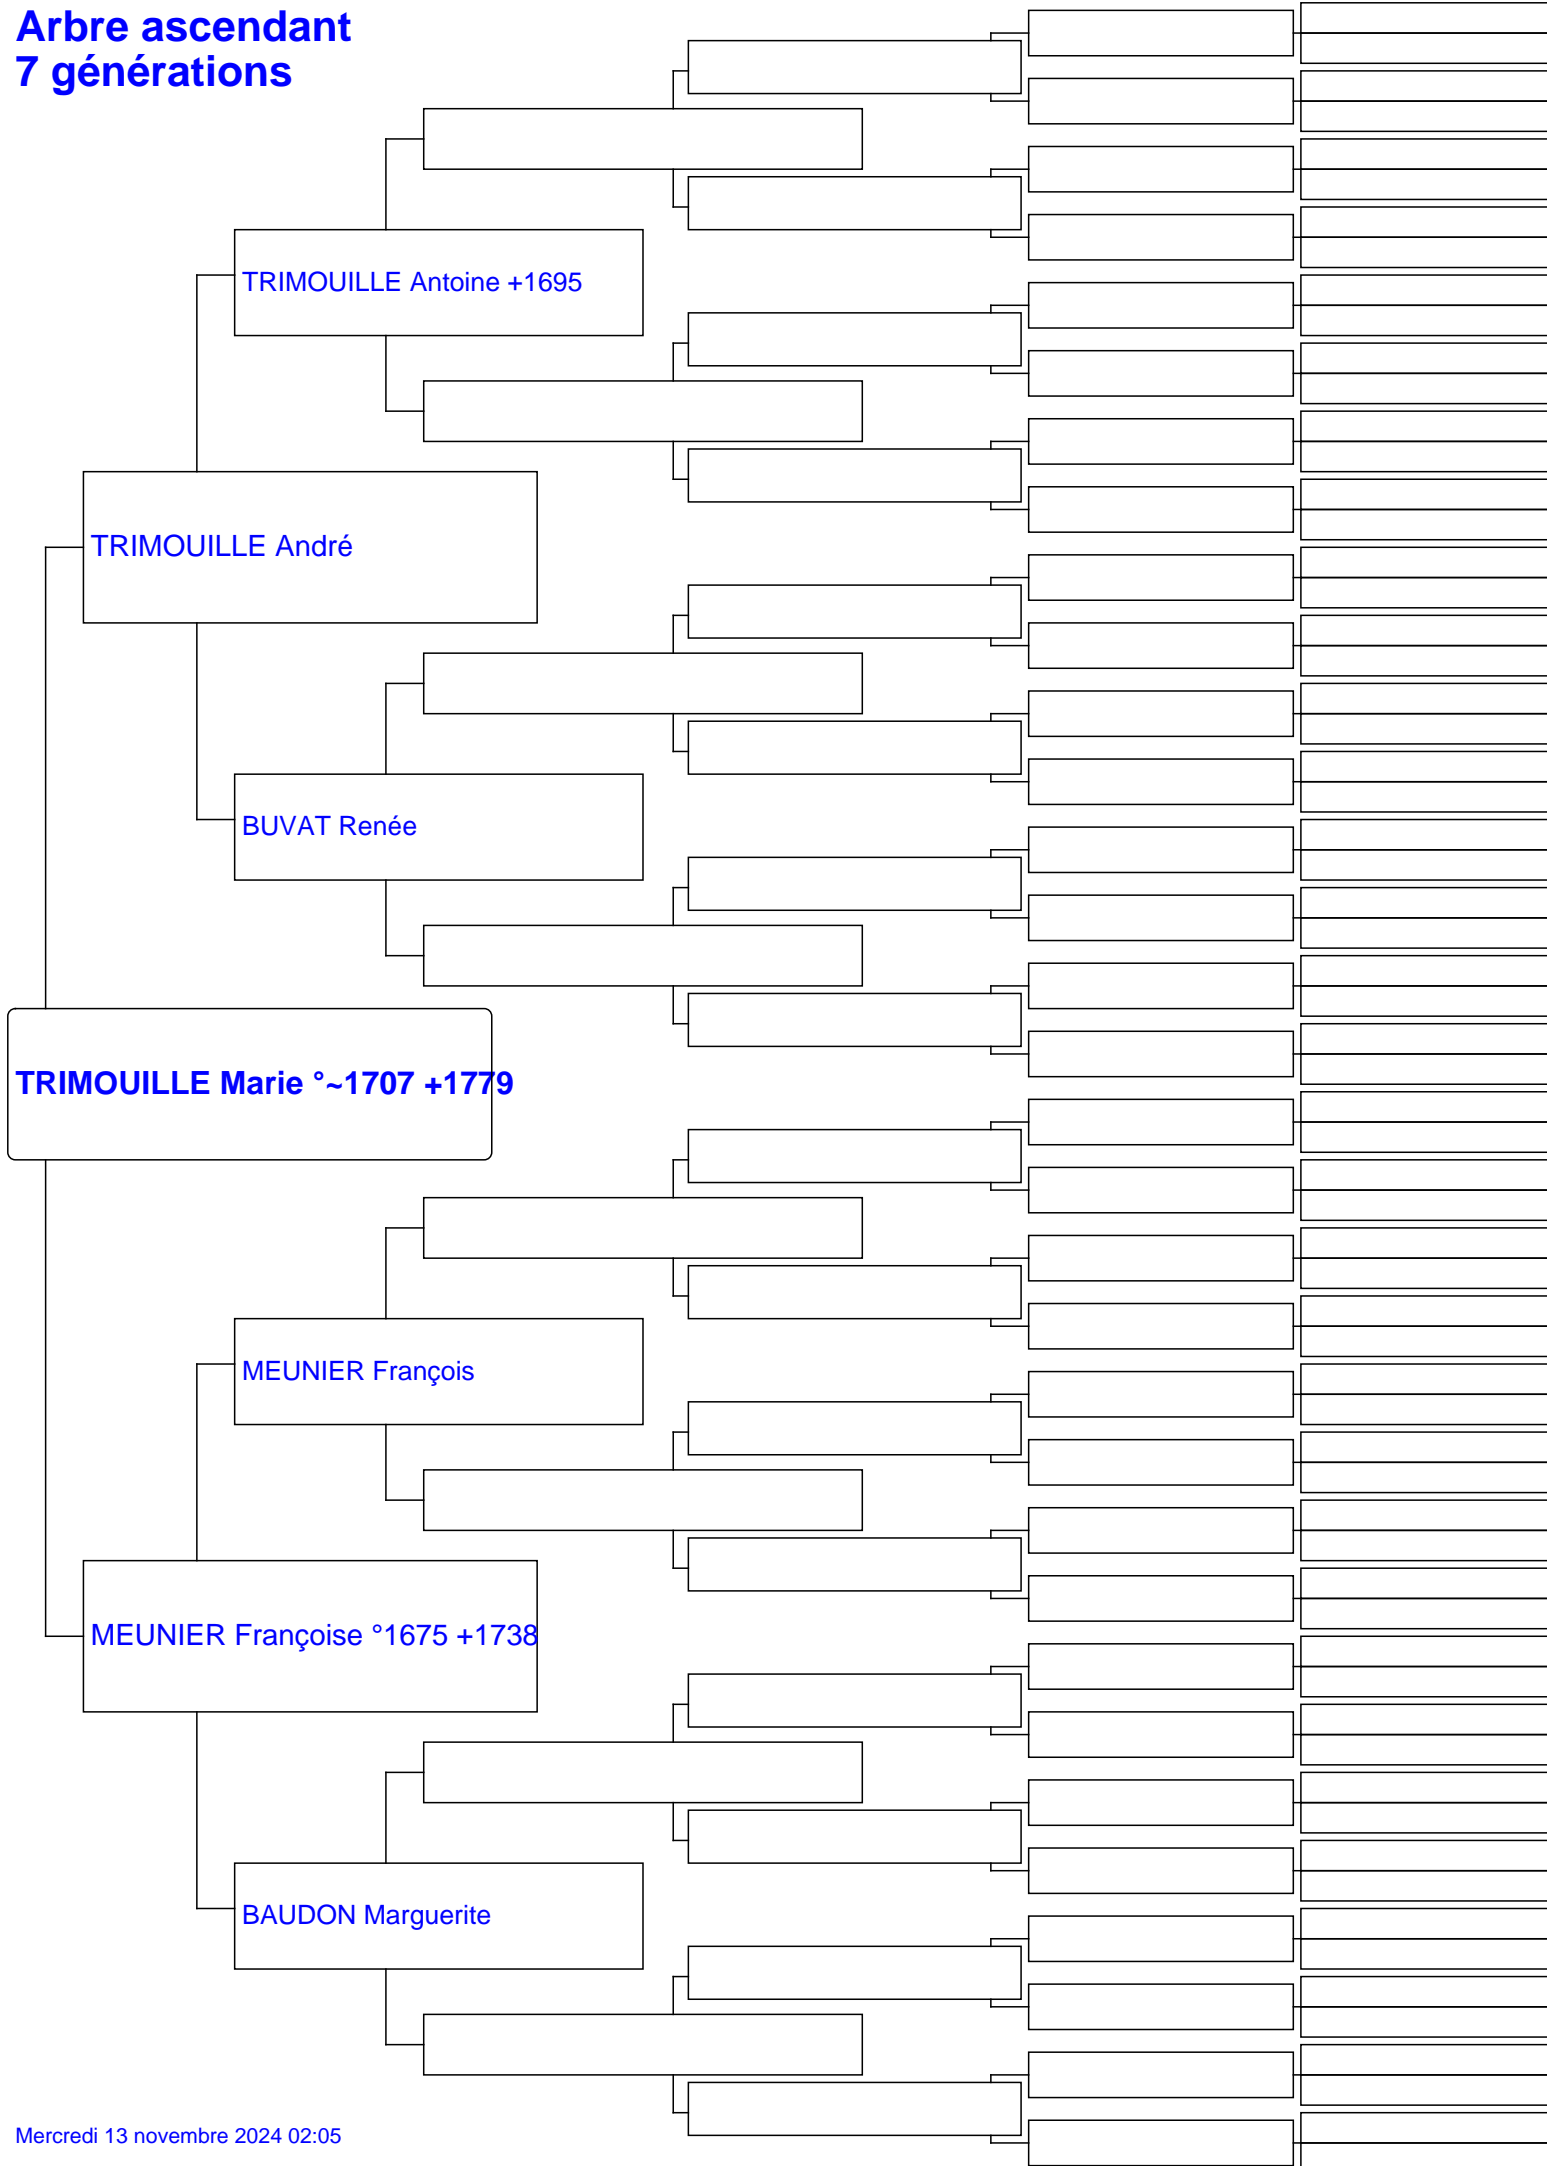 Arbre ascendant
7 générations
TRIMOUILLE Antoine +1695
TRIMOUILLE André
BUVAT Renée
TRIMOUILLE Marie °~1707 +1779
MEUNIER François
MEUNIER Françoise °1675 +1738
BAUDON Marguerite
Mercredi 13 novembre 2024 02:05